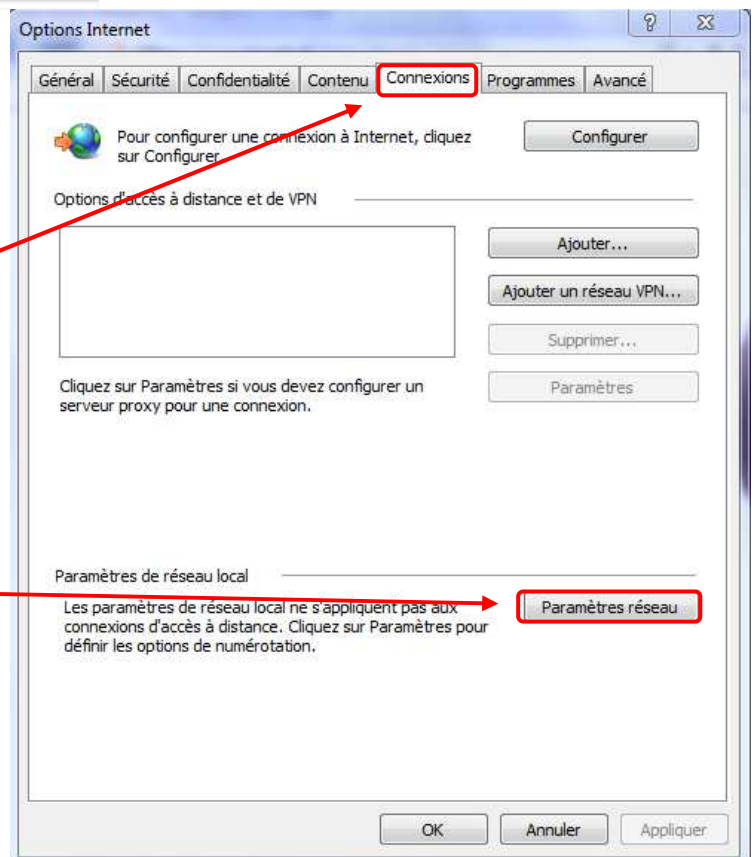 Options Internet
Général Sécurité Confidentialité Contenu Connexions Programmes Avancé
Pour configurer une connexion à Internet, cliquez
sur Configurer.
Configurer
Options d'accès à distance et de VPN
Ajouter...
Ajouter un réseau VPN...
Supprimer...
Cliquez sur Paramètres si vous devez configurer un
serveur proxy pour une connexion.
Paramètres
Paramètres de réseau local
Les paramètres de réseau local ne s'appliquent pas aux
connexions d'accès à distance. Cliquez sur Paramètres pour
définir les options de numérotation.
Paramètres réseau
OK Annuler Appliquer